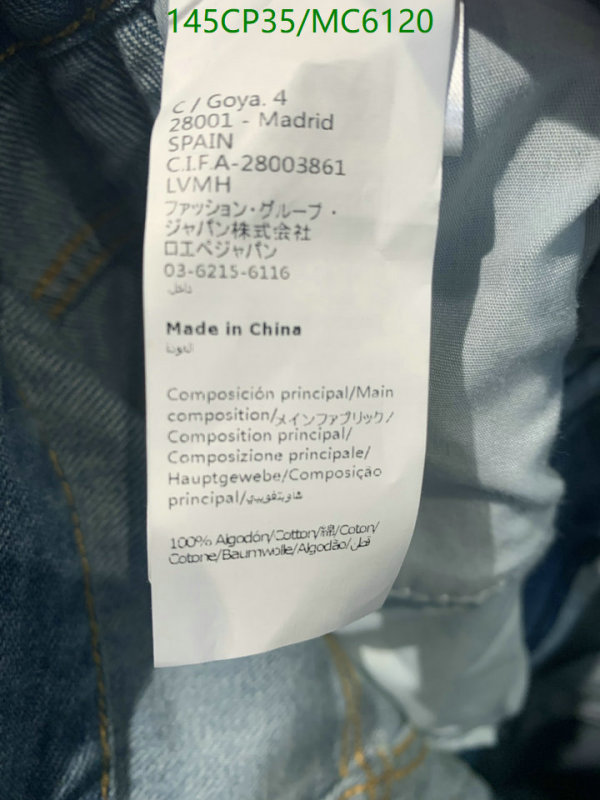 145CP35/MC6120
C / Goya. 4
28001 - Madrid
SPAIN
C.I.F.A-28003861
LVMH
ファッション・グループ・
ジャパン株式会社
ロエベジャパン
03-6215-6116
داخل
Made in China
Composición principal/Main
composition/メインファブリック/
Composition principal/
Composizione principale/
Hauptgewebe/Composição
principal/
100% Algodón/Cotton/綿/Coton/
Cotone/Baumwolle/Algodão/